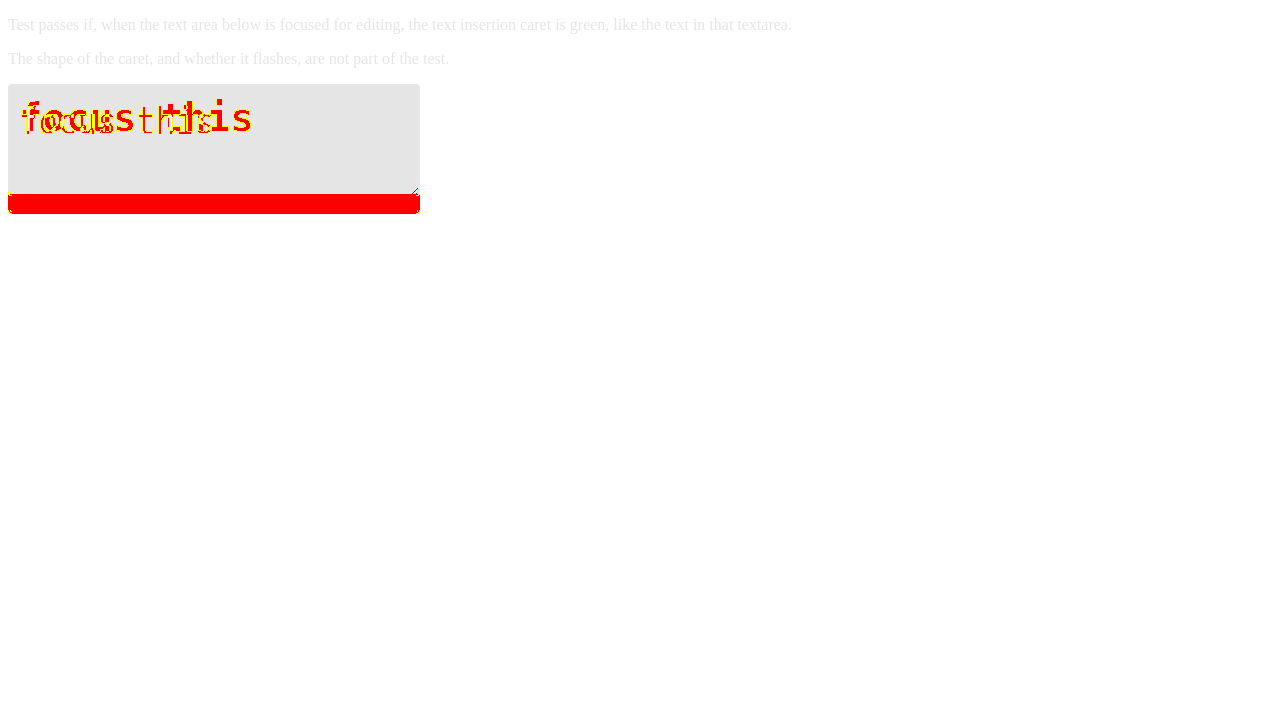 Test passes if, when the text area below is focused for editing, the text insertion caret is green, like the text in that textarea.
The shape of the caret, and whether it flashes, are not part of the test.
focus this
focus this